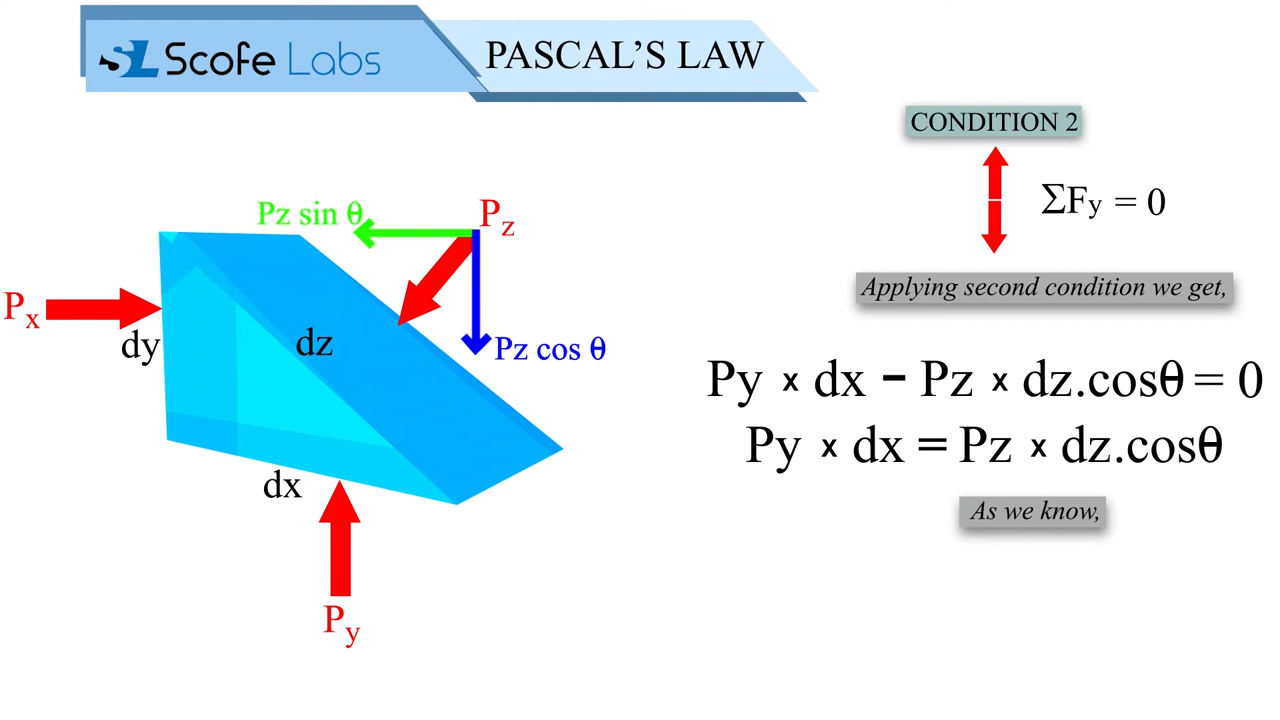 SL Scofe Labs
PASCAL'S LAW
CONDITION 2
ΣFy = 0
Applying second condition we get,
Py × dx − Pz × dz.cosθ = 0
Py × dx = Pz × dz.cosθ
As we know,
Pz sin θ
Pz
Px
dy
dz
Pz cos θ
dx
Py